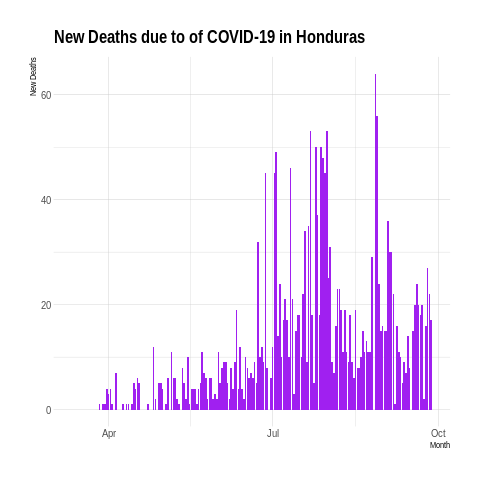 New Deaths due to of COVID-19 in Honduras
New Deaths
60
40
20
0
Apr
Jul
Oct
Month